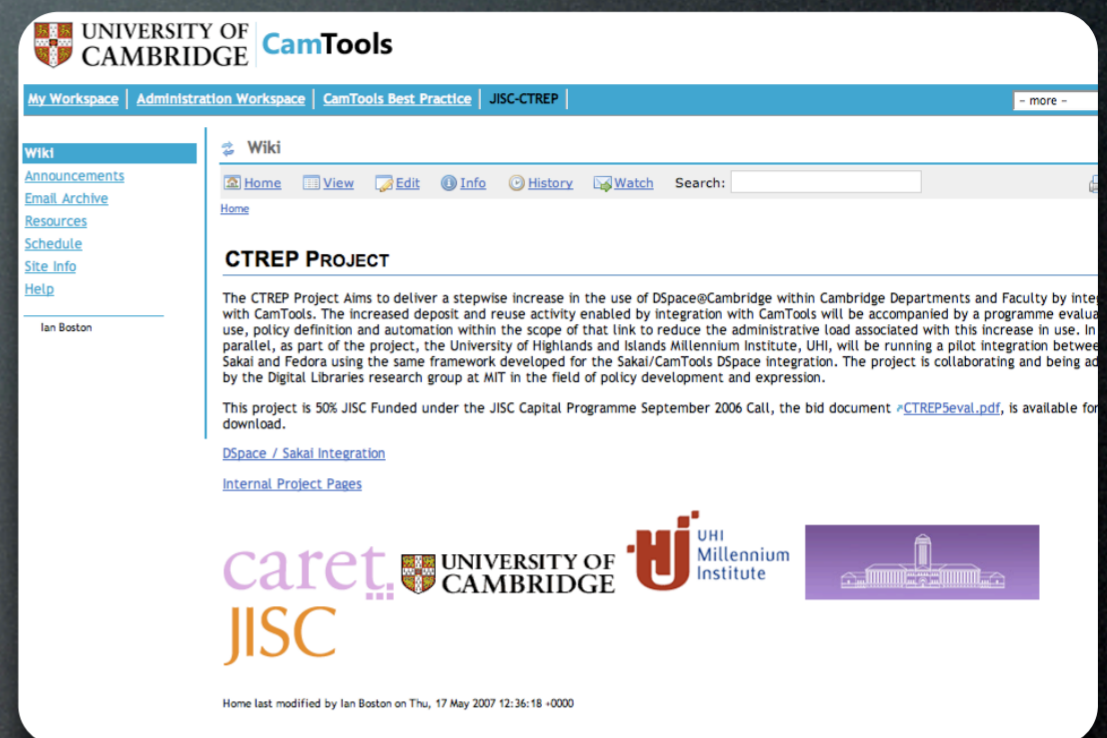 UNIVERSITY OF
CAMBRIDGE
CamTools
My Workspace | Administration Workspace | CamTools Best Practice | JISC-CTREP |
- more -
Wiki
Announcements
Email Archive
Resources
Schedule
Site Info
Help
Ian Boston
Wiki
Home View Edit Info History Watch Search:
Home
CTREP PROJECT
The CTREP Project Aims to deliver a stepwise increase in the use of DSpace@Cambridge within Cambridge Departments and Faculty by inte
with CamTools. The increased deposit and reuse activity enabled by integration with CamTools will be accompanied by a programme evalua
use, policy definition and automation within the scope of that link to reduce the administrative load associated with this increase in use. In
parallel, as part of the project, the University of Highlands and Islands Millennium Institute, UHI, will be running a pilot integration betwee
Sakai and Fedora using the same framework developed for the Sakai/CamTools DSpace integration. The project is collaborating and being ad
by the Digital Libraries research group at MIT in the field of policy development and expression.
This project is 50% JISC Funded under the JISC Capital Programme September 2006 Call, the bid document CTREP5eval.pdf, is available for
download.
DSpace / Sakai Integration
Internal Project Pages
caret
UNIVERSITY OF
CAMBRIDGE
UHI
Millennium
Institute
JISC
Home last modified by Ian Boston on Thu, 17 May 2007 12:36:18 +0000